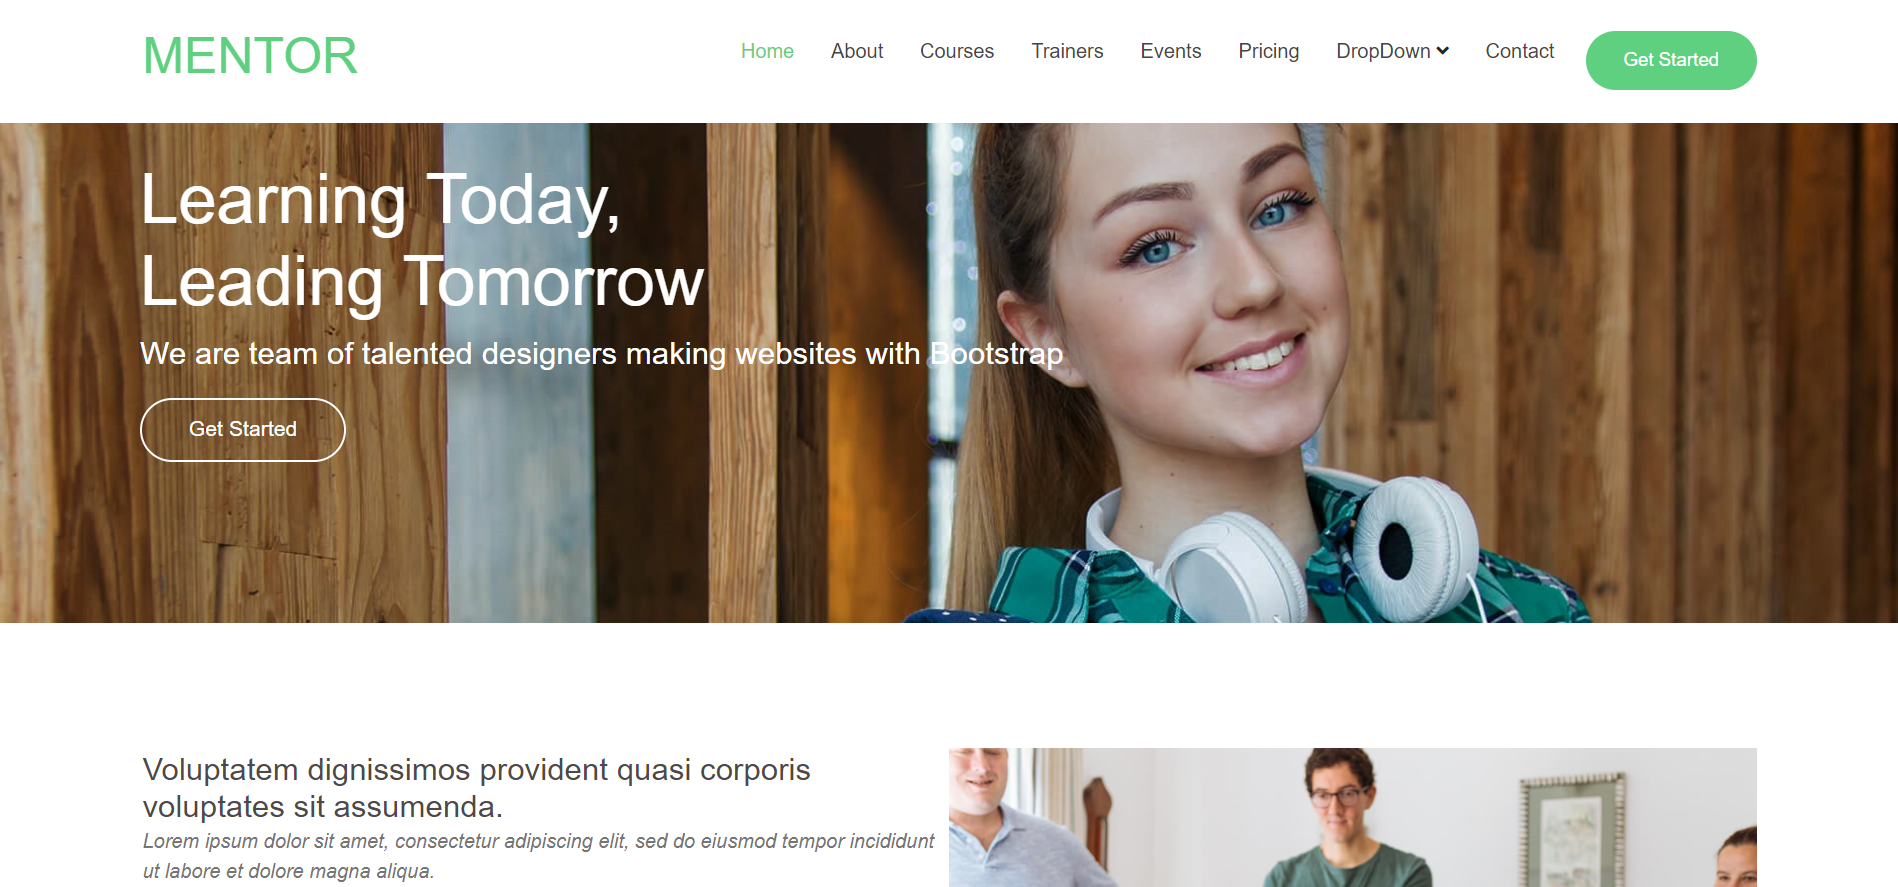 MENTOR
Home About Courses Trainers Events Pricing DropDown Contact Get Started
Learning Today,
Leading Tomorrow
We are team of talented designers making websites with Bootstrap
Get Started
Voluptatem dignissimos provident quasi corporis
voluptates sit assumenda.
Lorem ipsum dolor sit amet, consectetur adipiscing elit, sed do eiusmod tempor incididunt
ut labore et dolore magna aliqua.